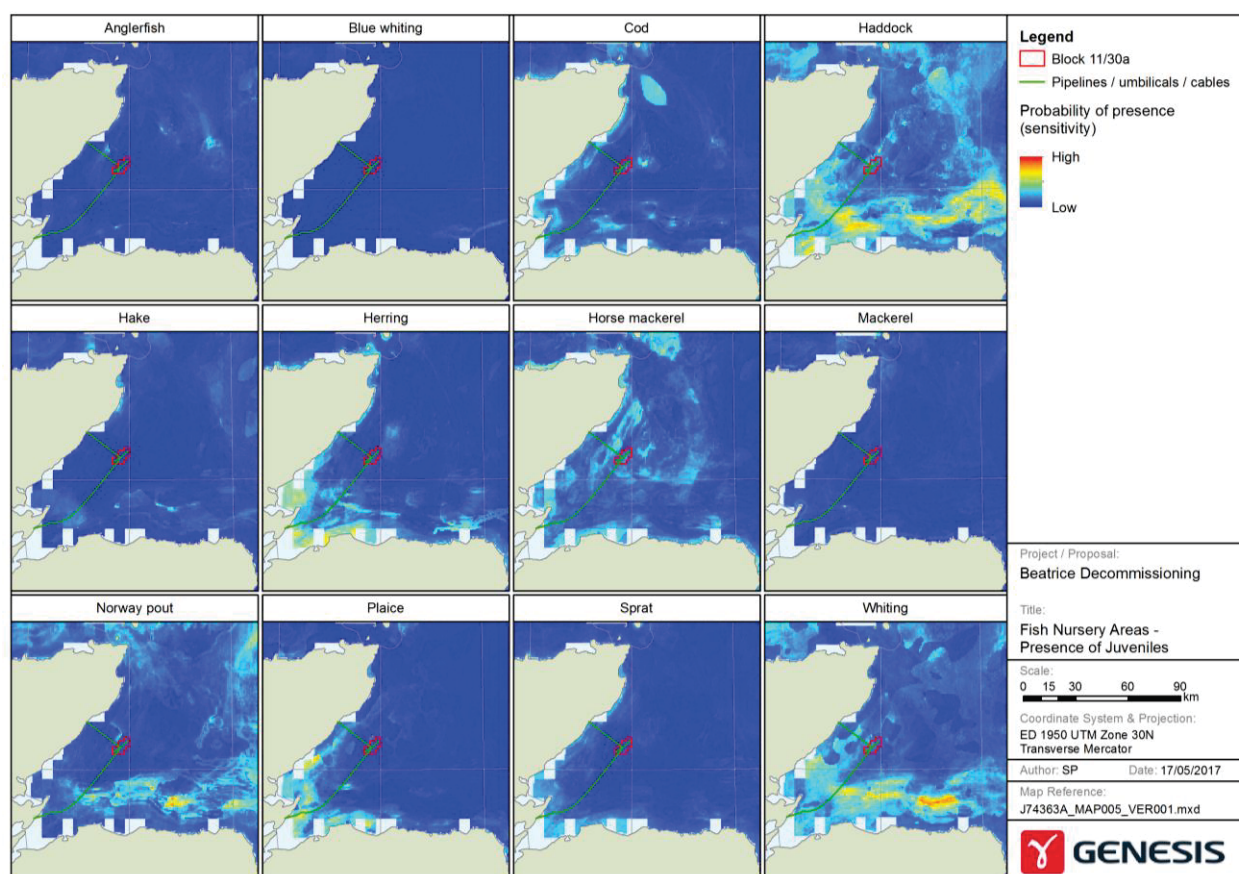 Anglerfish
Blue whiting
Cod
Haddock
Hake
Herring
Horse mackerel
Mackerel
Norway pout
Plaice
Sprat
Whiting
Legend
Block 11/30a
Pipelines / umbilicals / cables
Probability of presence
(sensitivity)
High
Low
Project / Proposal:
Beatrice Decommissioning
Title:
Fish Nursery Areas -
Presence of Juveniles
Scale:
0 15 30 60 90
km
Coordinate System & Projection:
ED 1950 UTM Zone 30N
Transverse Mercator
Author: SP Date: 17/05/2017
Map Reference:
J74363A_MAP005_VER001.mxd
GENESIS